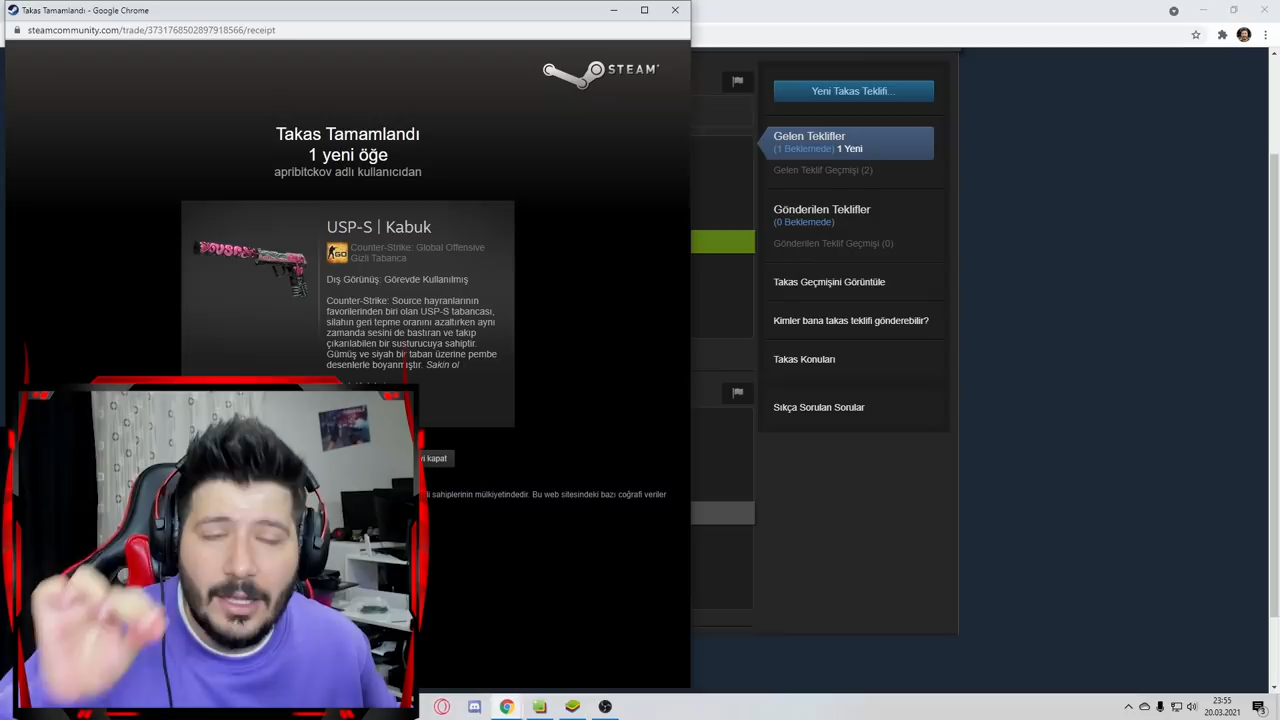 Takas Tamamlandı - Google Chrome
steamcommunity.com/trade/3731768502897918566/receipt
STEAM
Takas Tamamlandı
1 yeni öğe
apribitckov adlı kullanıcıdan
USP-S | Kabuk
Counter-Strike: Global Offensive
Gizli Tabanca
Dış Görünüş: Görevde Kullanılmış
Counter-Strike: Source hayranlarının
favorilerinden biri olan USP-S tabancası,
silahın geri tepme oranını azaltırken aynı
zamanda sesini de bastıran ve takıp
çıkarılabilen bir susturucuya sahiptir.
Gümüş ve siyah bir taban üzerine pembe
desenlerle boyanmıştır. Sakin ol
kapat
sahiplerinin mülkiyetindedir. Bu web sitesindeki bazı coğrafi veriler
Yeni Takas Teklifi...
Gelen Teklifler
(1 Beklemede) 1 Yeni
Gelen Teklif Geçmişi (2)
Gönderilen Teklifler
(0 Beklemede)
Gönderilen Teklif Geçmişi (0)
Takas Geçmişini Görüntüle
Kimler bana takas teklifi gönderebilir?
Takas Konuları
Sıkça Sorulan Sorular
23:55
20.03.2021